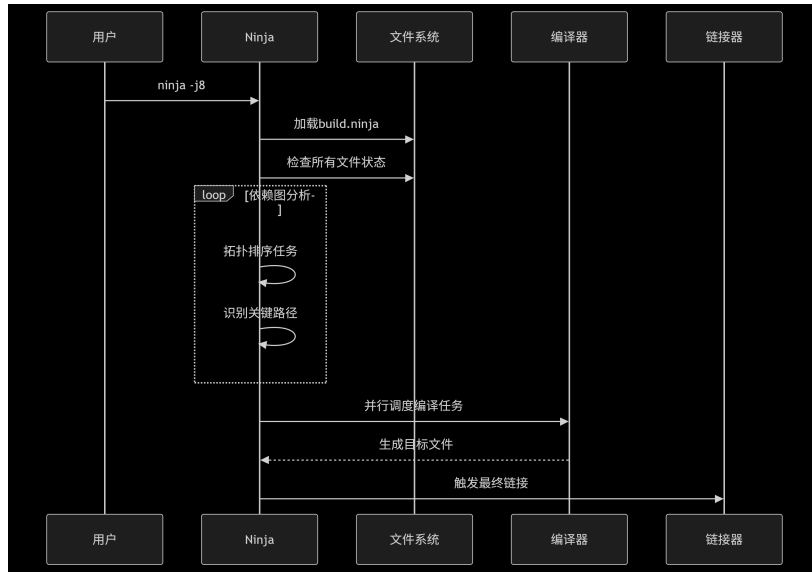 用户
Ninja
文件系统
编译器
链接器
ninja -j8
加载build.ninja
检查所有文件状态
loop
[依赖图分析-
]
拓扑排序任务
识别关键路径
并行调度编译任务
生成目标文件
触发最终链接
用户
Ninja
文件系统
编译器
链接器